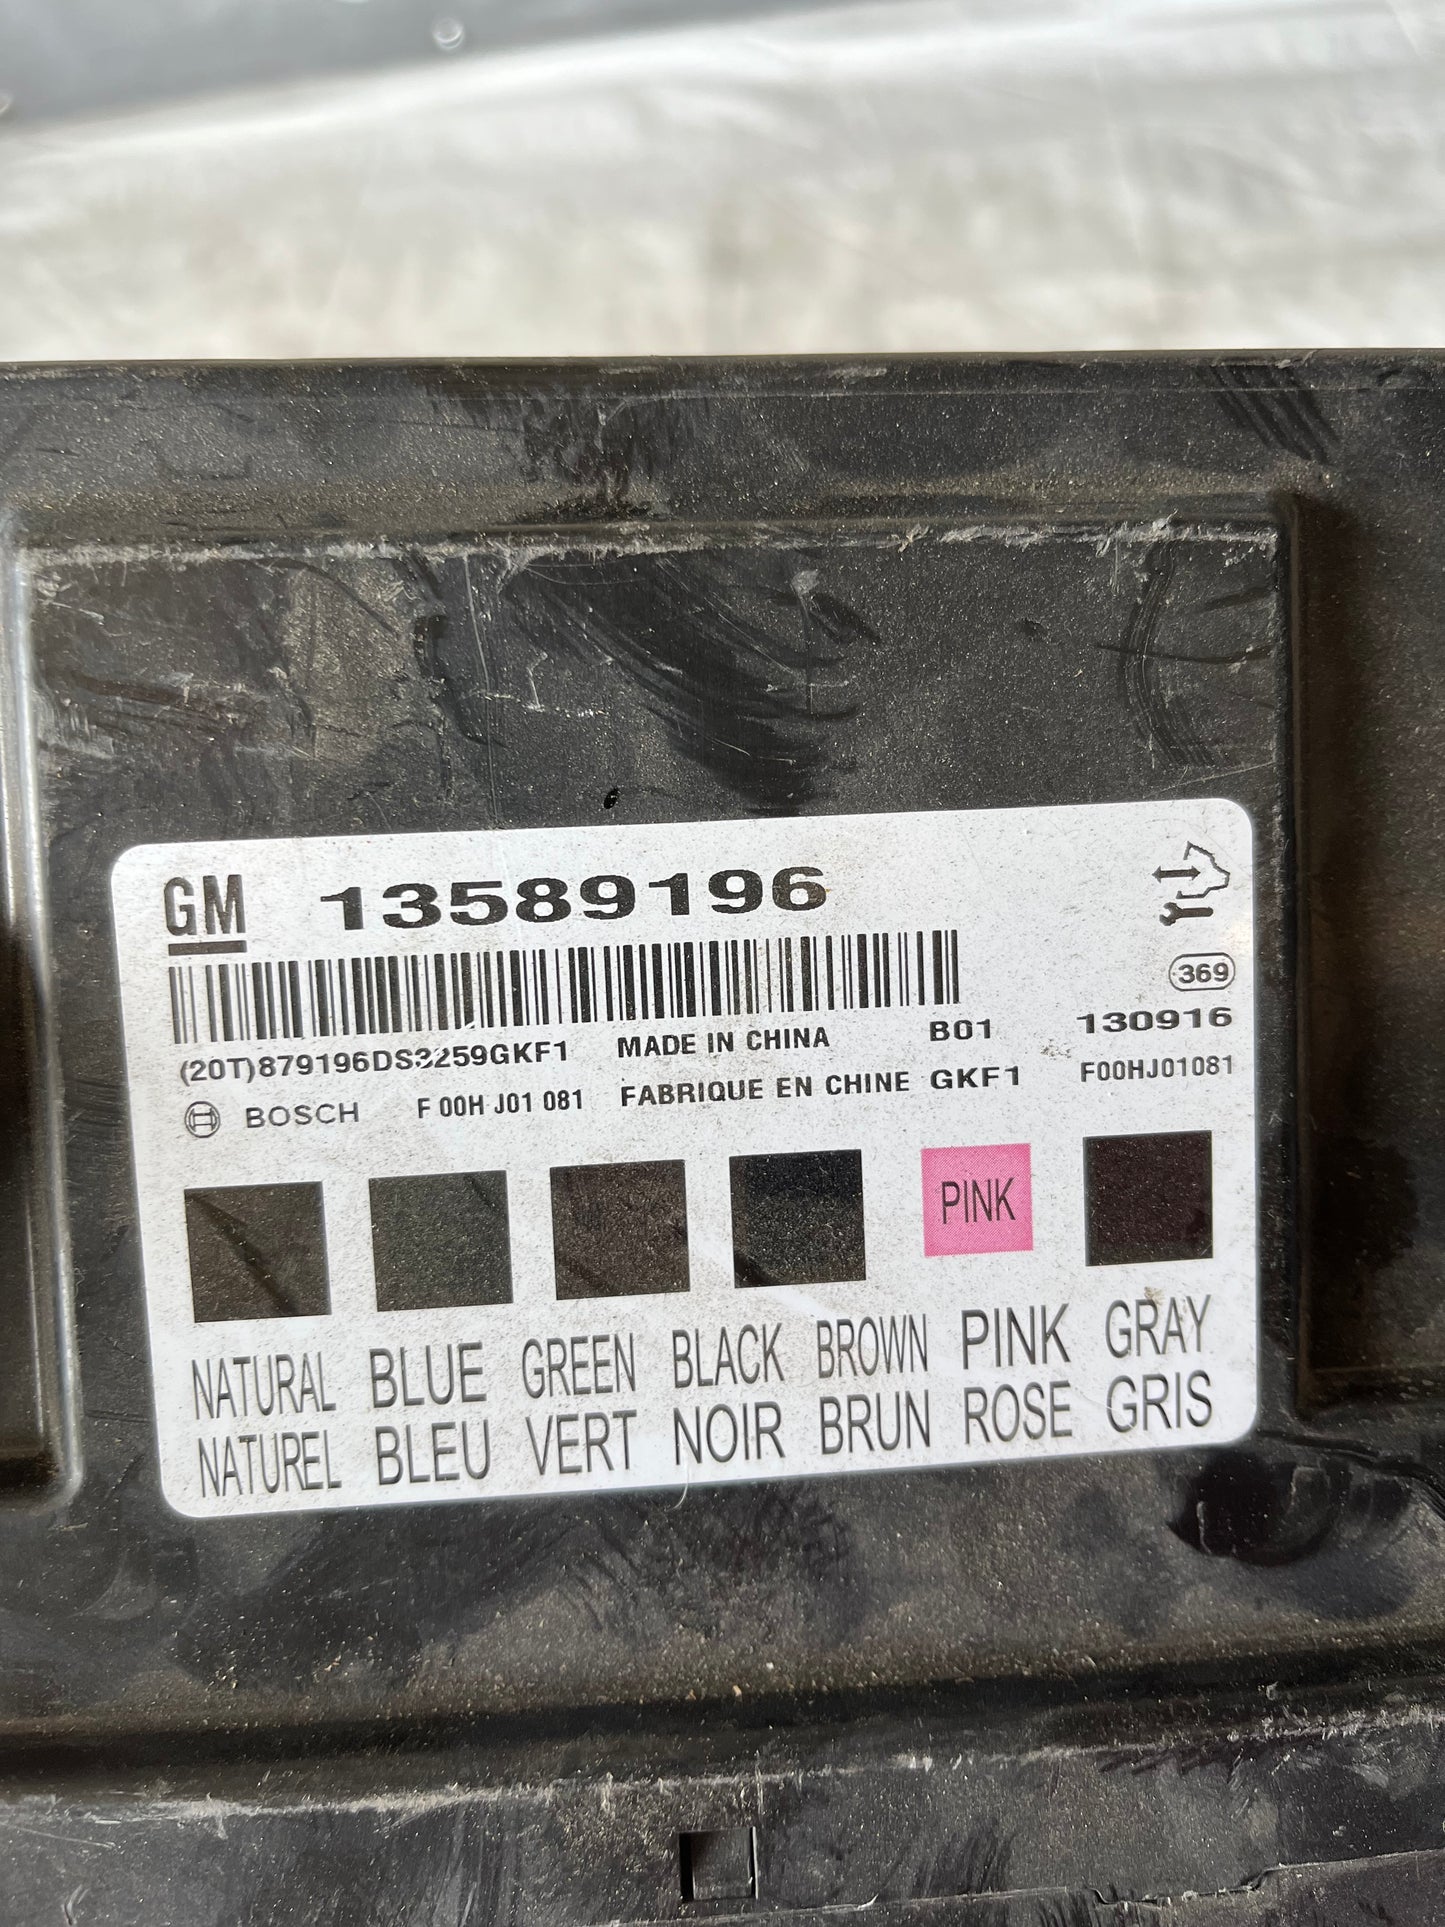 GM 13589196
369
(20T)879196DS3259GKF1 MADE IN CHINA B01 130916
BOSCH F 00H J01 081 FABRIQUE EN CHINE GKF1 F00HJ01081
PINK
NATURAL BLUE GREEN BLACK BROWN PINK GRAY
NATUREL BLEU VERT NOIR BRUN ROSE GRIS